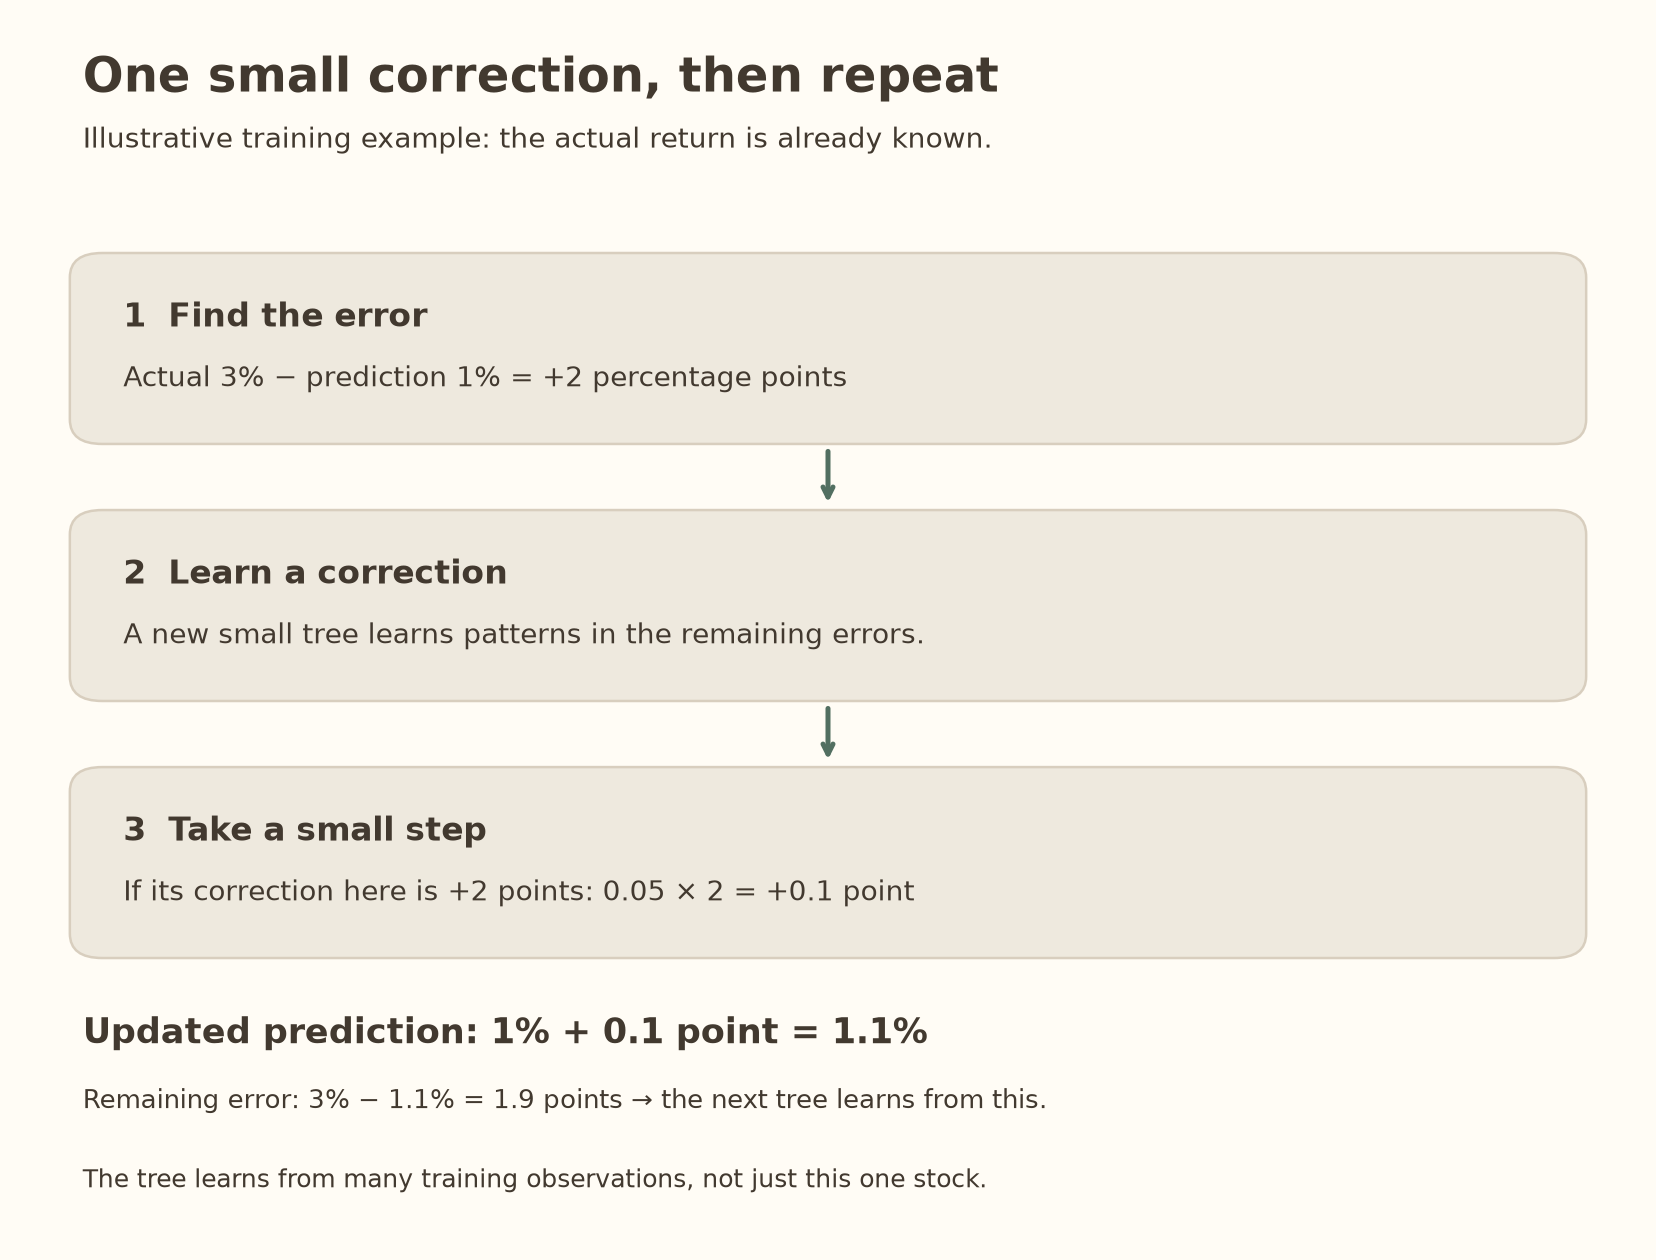 One small correction, then repeat
Illustrative training example: the actual return is already known.
1  Find the error
Actual 3% − prediction 1% = +2 percentage points
2  Learn a correction
A new small tree learns patterns in the remaining errors.
3  Take a small step
If its correction here is +2 points: 0.05 × 2 = +0.1 point
Updated prediction: 1% + 0.1 point = 1.1%
Remaining error: 3% − 1.1% = 1.9 points → the next tree learns from this.
The tree learns from many training observations, not just this one stock.